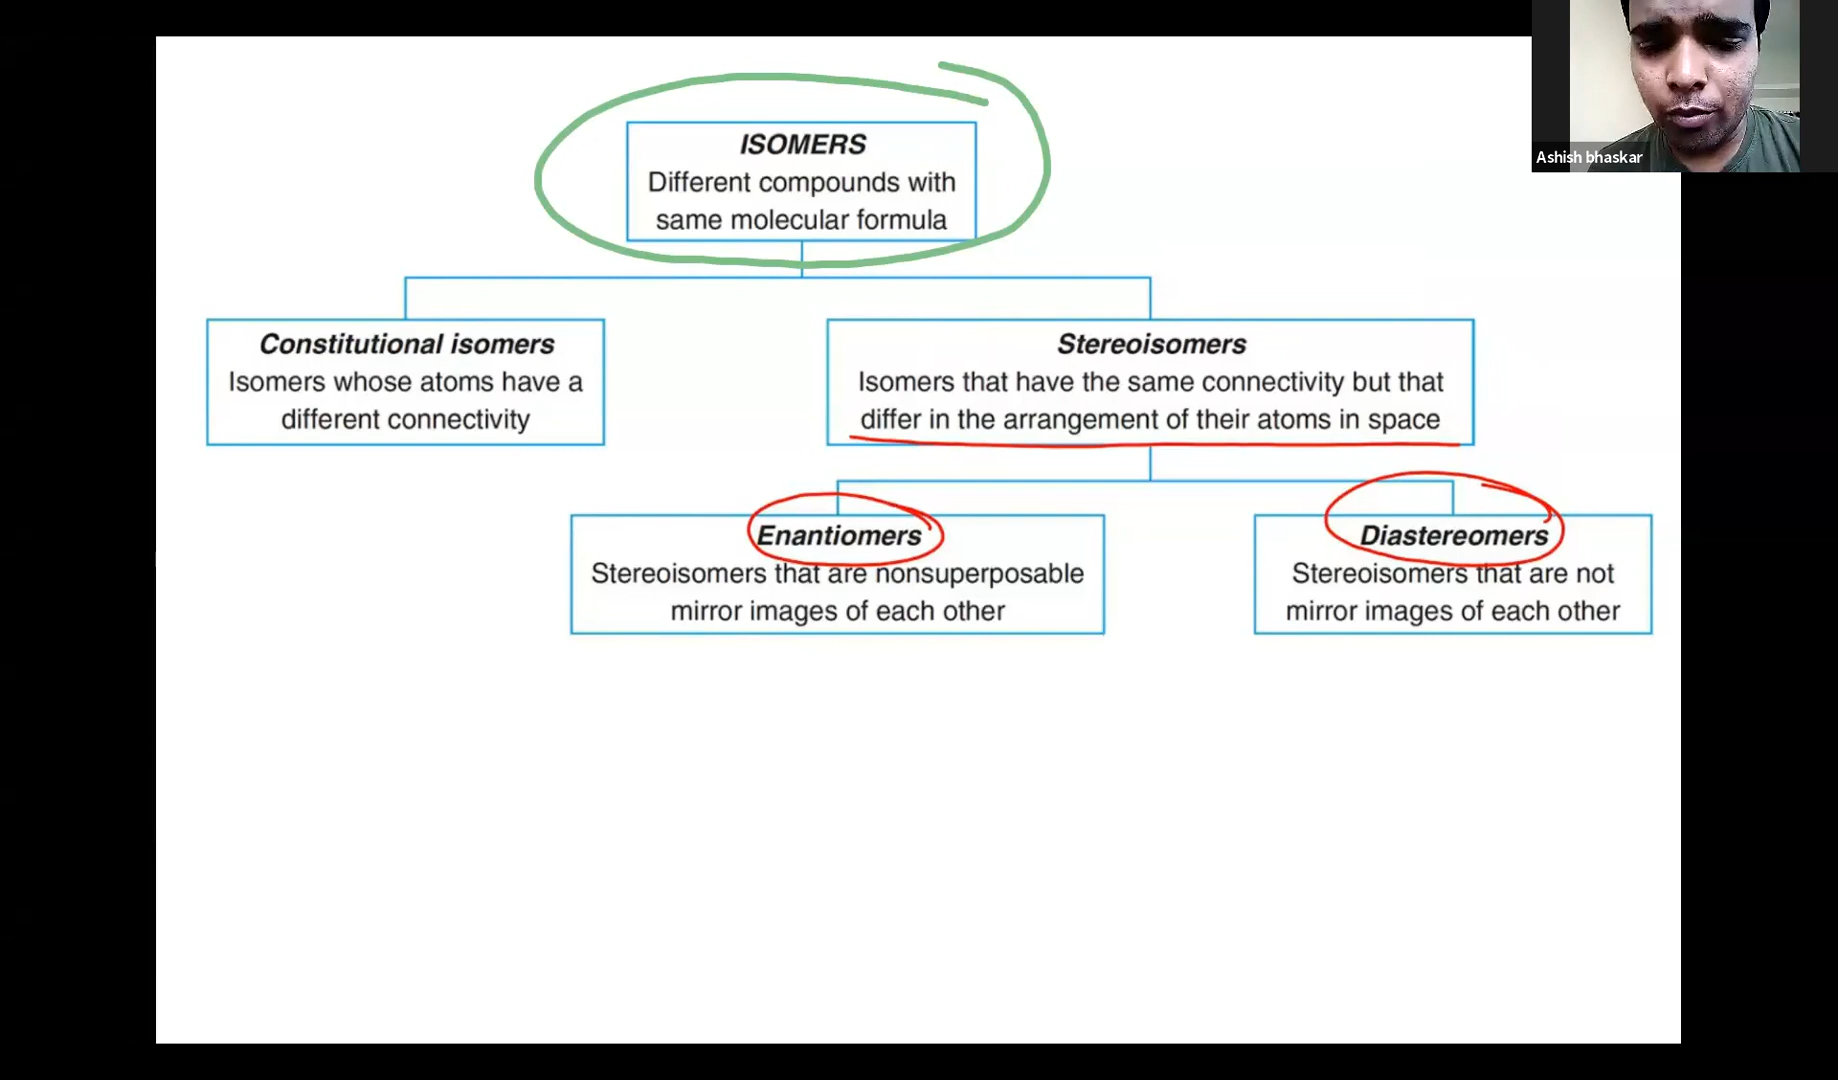 Ashish bhaskar
ISOMERS
Different compounds with
same molecular formula
Constitutional isomers
Isomers whose atoms have a
different connectivity
Stereoisomers
Isomers that have the same connectivity but that
differ in the arrangement of their atoms in space
Enantiomers
Stereoisomers that are nonsuperposable
mirror images of each other
Diastereomers
Stereoisomers that are not
mirror images of each other